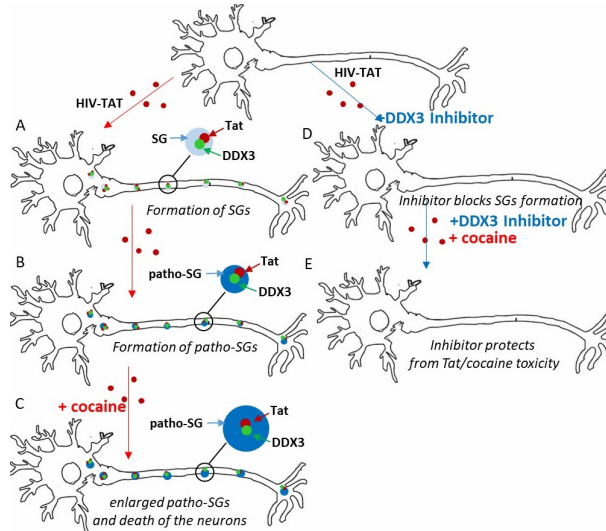 HIV-TAT
HIV-TAT
+DDX3 Inhibitor
A
SG
Tat
DDX3
Formation of SGs
D
Inhibitor blocks SGs formation
+DDX3 Inhibitor
+ cocaine
B
patho-SG
Tat
DDX3
Formation of patho-SGs
E
Inhibitor protects
from Tat/cocaine toxicity
C
+ cocaine
patho-SG
Tat
DDX3
enlarged patho-SGs
and death of the neurons